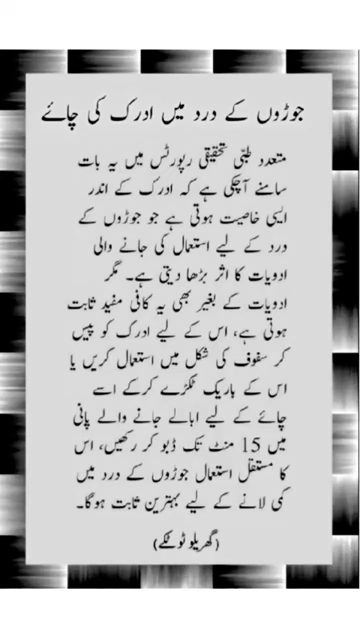 جوڑوں کے درد میں ادرک کی چائے
متعدد طبّی تحقیقی رپورٹس میں یہ بات
سامنے آچکی ہے کہ ادرک کے اندر
ایسی خاصیت ہوتی ہے جو جوڑوں کے
درد کے لیے استعمال کی جانے والی
ادویات کا اثر بڑھا دیتی ہے۔ مگر
ادویات کے بغیر بھی یہ کافی مفید ثابت
ہوتی ہے، اس کے لیے ادرک کو پیس
کر سفوف کی شکل میں استعمال کریں یا
اس کے باریک ٹکڑے کرکے اسے
چائے کے لیے ابالے جانے والے پانی
میں 15 منٹ تک ڈبو کر رکھیں، اس
کا مستقل استعمال جوڑوں کے درد میں
کمی لانے کے لیے بہترین ثابت ہوگا۔
(گھریلو ٹوٹکے)